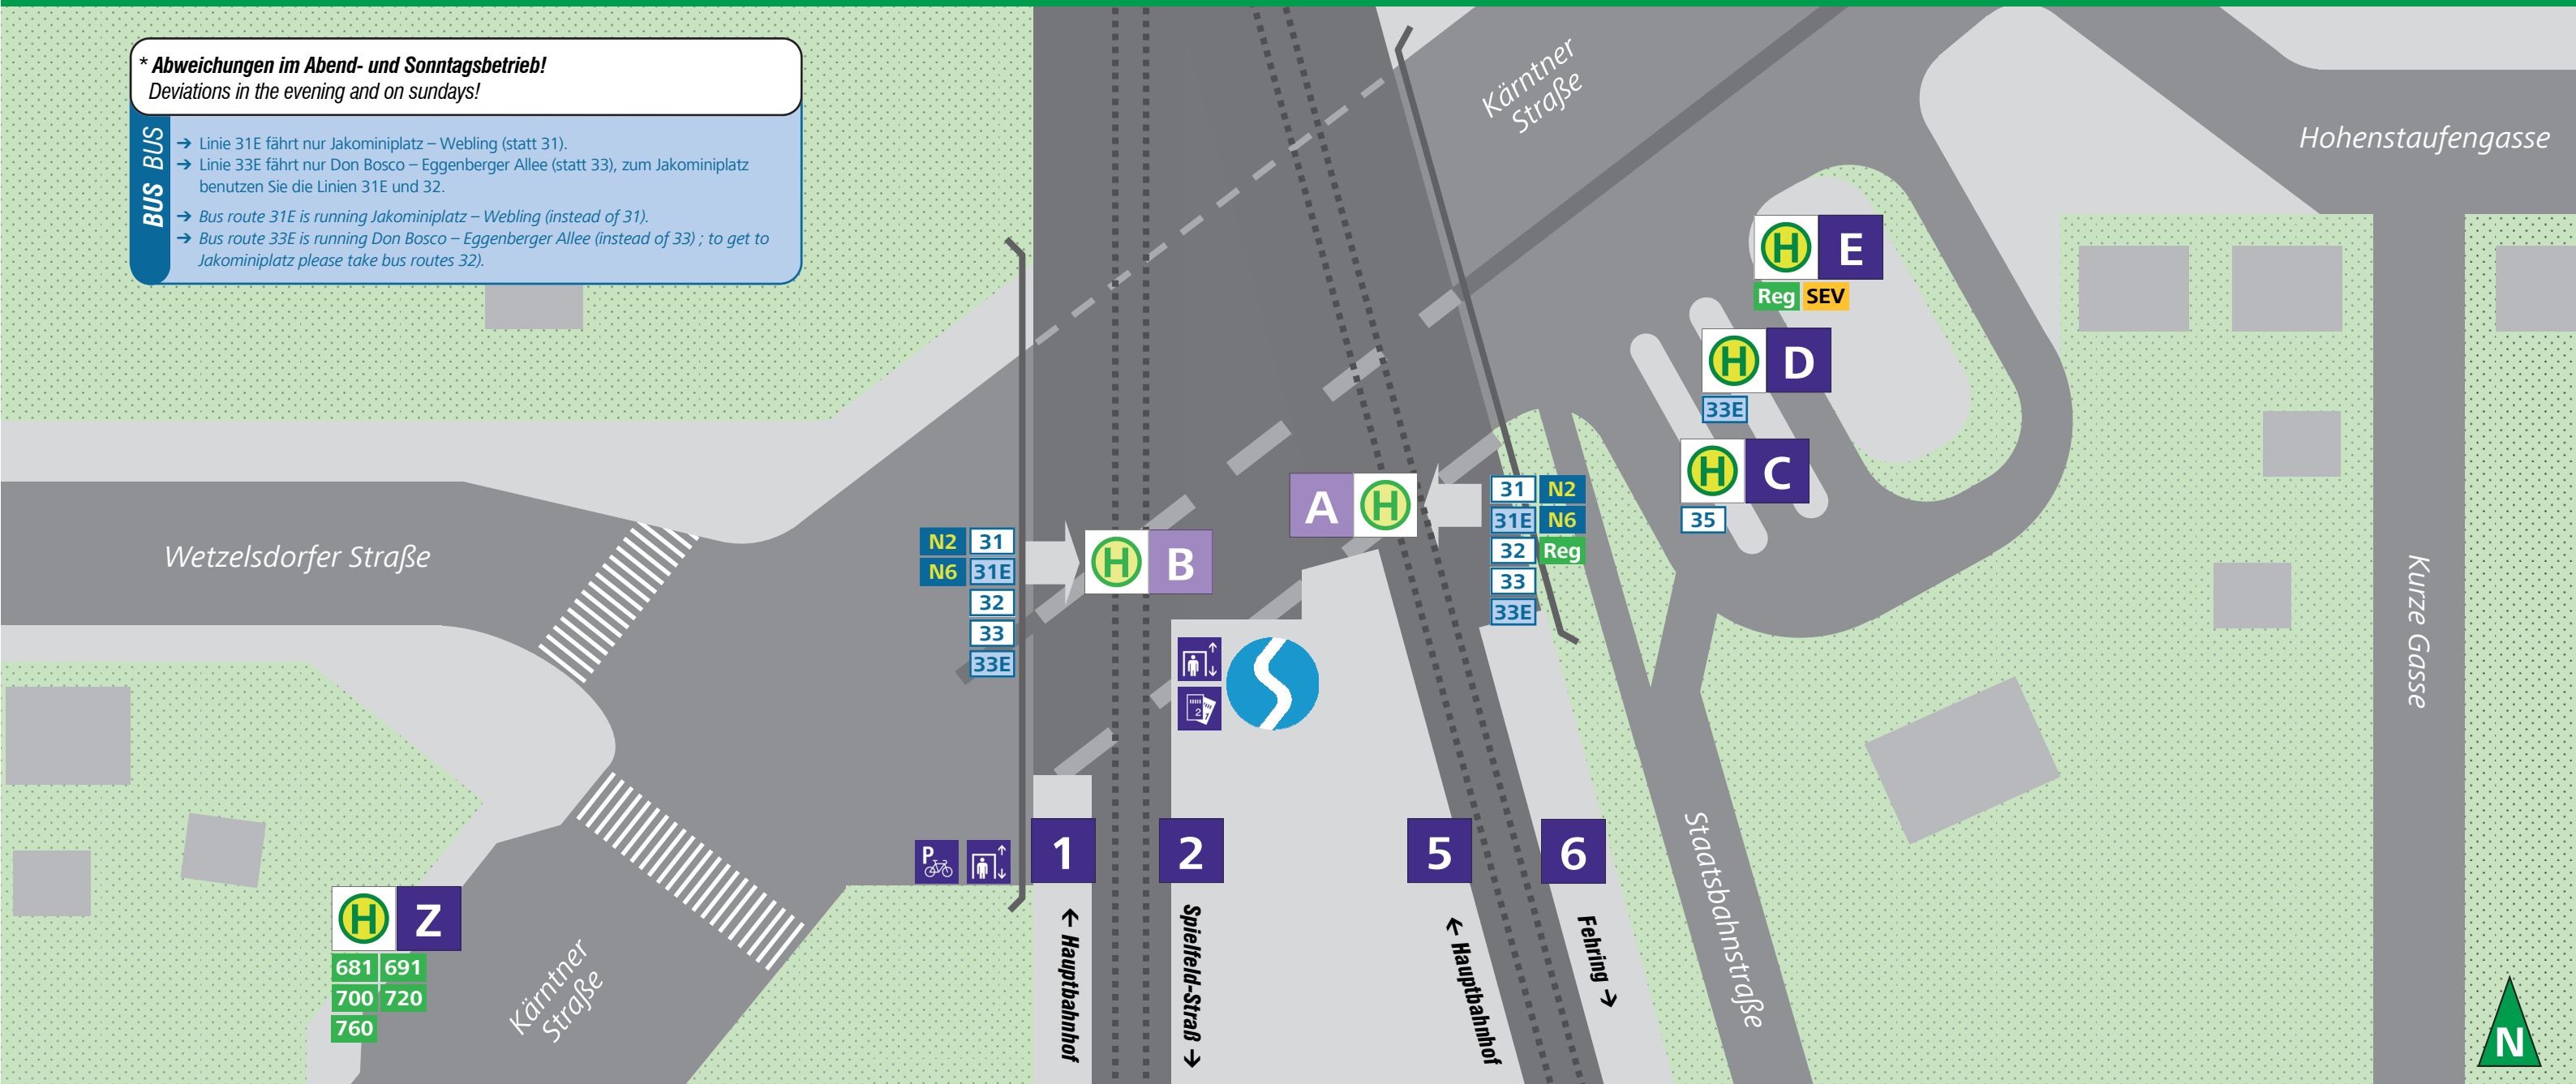 * Abweichungen im Abend- und Sonntagsbetrieb!
Deviations in the evening and on sundays!
BUS BUS
➔ Linie 31E fährt nur Jakominiplatz – Webling (statt 31).
➔ Linie 33E fährt nur Don Bosco – Eggenberger Allee (statt 33), zum Jakominiplatz
benutzen Sie die Linien 31E und 32.
➔ Bus route 31E is running Jakominiplatz – Webling (instead of 31).
➔ Bus route 33E is running Don Bosco – Eggenberger Allee (instead of 33) ; to get to
Jakominiplatz please take bus routes 32).
Kärntner
Straße
Hohenstaufengasse
H E
Reg SEV
H D
33E
H C
35
A H
31 N2
31E N6
32 Reg
33
33E
Wetzelsdorfer Straße
N2 31
N6 31E
32
33
33E
H B
2 1
Kurze Gasse
P
1
2
5
6
← Hauptbahnhof
Spielfeld-Straß →
← Hauptbahnhof
Fehring →
Staatsbahnstraße
H Z
681 691
700 720
760
Kärntner
Straße
N